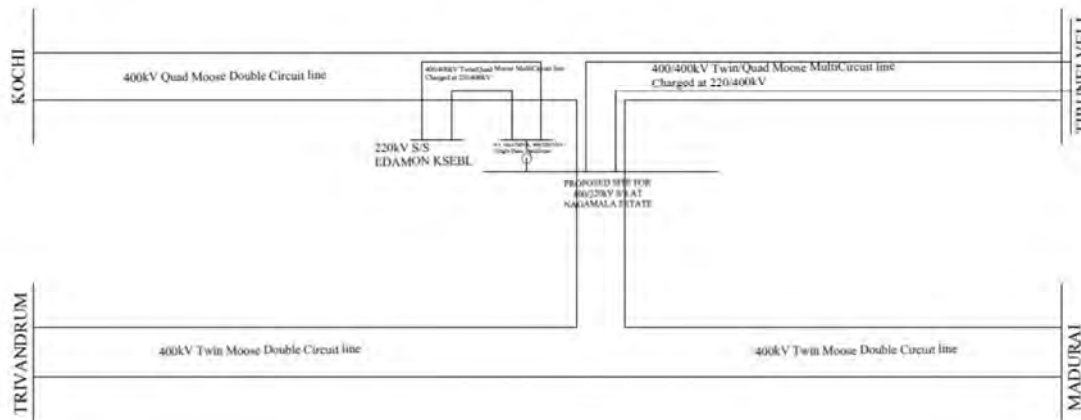 KOCHI
400kV Quad Moose Double Circuit line
400/400kV Twin/Quad Moose MultiCircuit line
Charged at 220/400kV
400/400kV Twin/Quad Moose MultiCircuit line
Charged at 220/400kV
TIRUNELVELI
220kV S/S
EDAMON KSEBL
PROPOSED SITE FOR
400/220kV S/S AT
NAGAMALA ESTATE
TRIVANDRUM
400kV Twin Moose Double Circuit line
400kV Twin Moose Double Circuit line
MADURAI